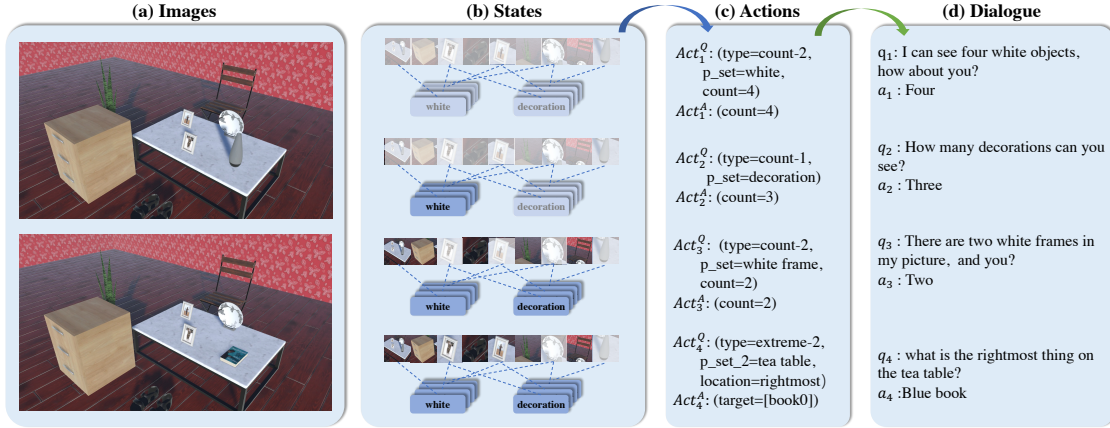 (a) Images
(b) States
(c) Actions
(d) Dialogue
white
decoration
white
decoration
white
decoration
white
decoration
Act₁^Q: (type=count-2,
p_set=white,
count=4)
Act₁^A: (count=4)
Act₂^Q: (type=count-1,
p_set=decoration)
Act₂^A: (count=3)
Act₃^Q: (type=count-2,
p_set=white frame,
count=2)
Act₃^A: (count=2)
Act₄^Q: (type=extreme-2,
p_set_2=tea table,
location=rightmost)
Act₄^A: (target=[book0])
q₁: I can see four white objects,
how about you?
a₁ : Four
q₂ : How many decorations can you
see?
a₂ : Three
q₃ : There are two white frames in
my picture, and you?
a₃ : Two
q₄ : what is the rightmost thing on
the tea table?
a₄ :Blue book